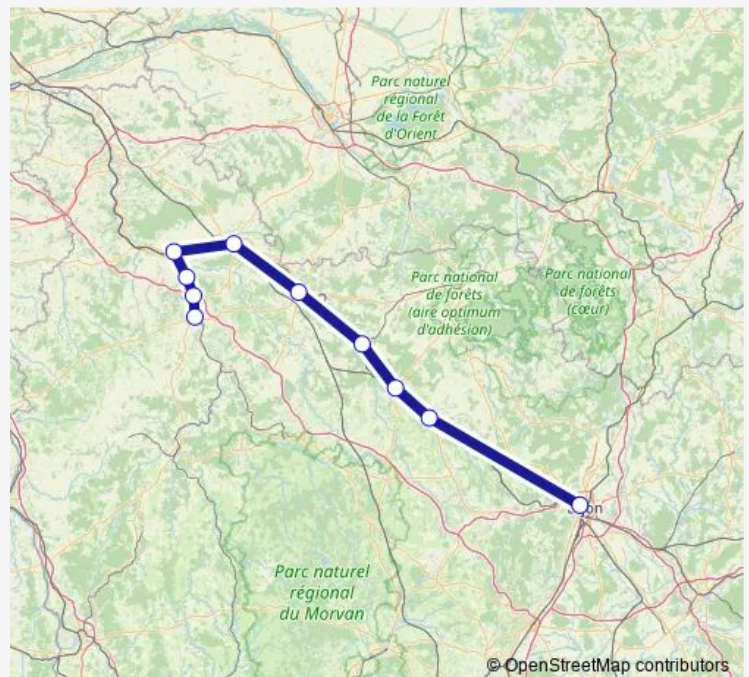 Parc naturel
régional
de la Forêt
d'Orient
Parc national
de forêts
(aire optimum
d'adhésion)
Parc national
de forêts
(cœur)
Parc naturel
régional
du Morvan
© OpenStreetMap contributors